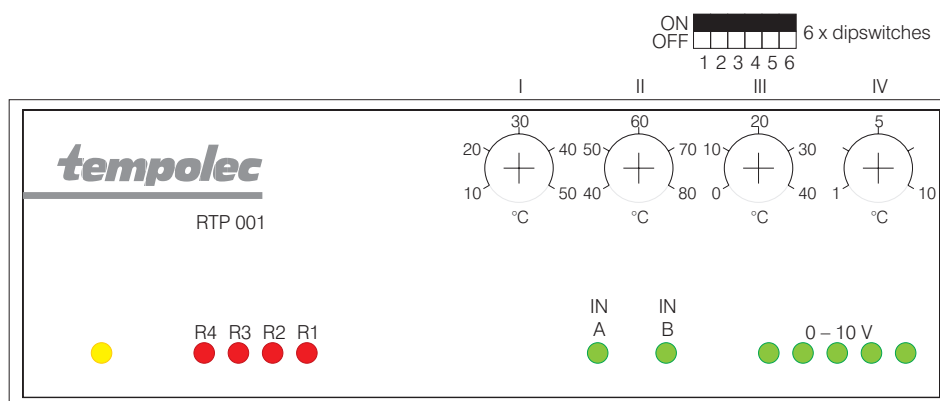 ON
OFF
6 x dipswitches
1 2 3 4 5 6
I II III IV
30 60 20 5
20 40 50 70 10 30
10 50 40 80 0 40 1 10
°C °C °C °C
tempolec
RTP 001
IN IN
R4 R3 R2 R1 A B 0 – 10 V